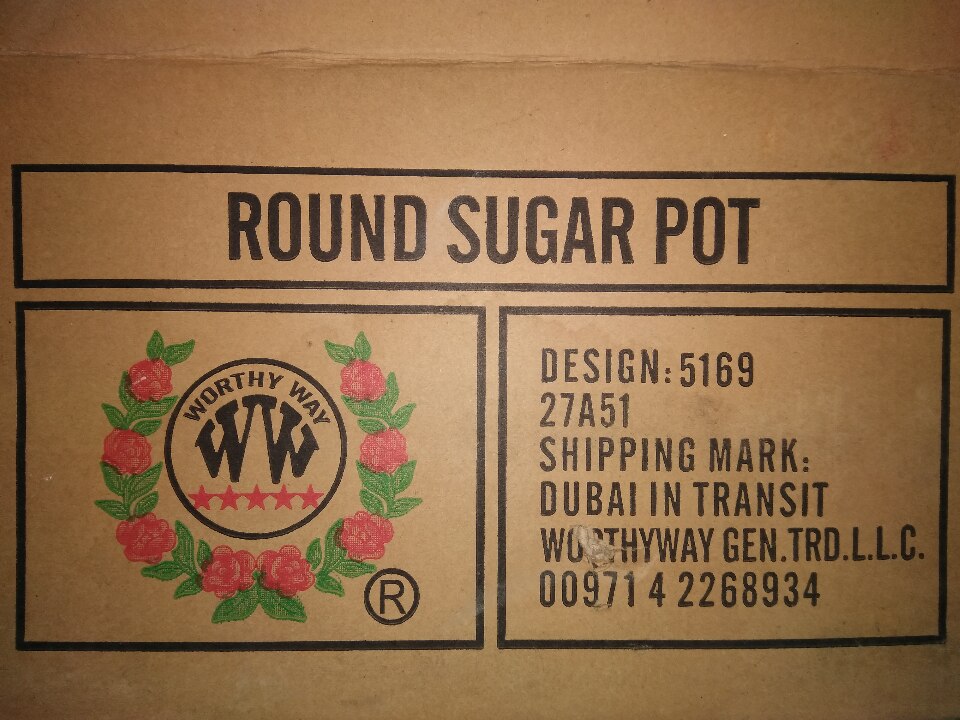 ROUND SUGAR POT
WORTHY WAY
WW
®
DESIGN: 5169
27A51
SHIPPING MARK:
DUBAI IN TRANSIT
WORTHYWAY GEN.TRD.L.L.C.
00971 4 2268934